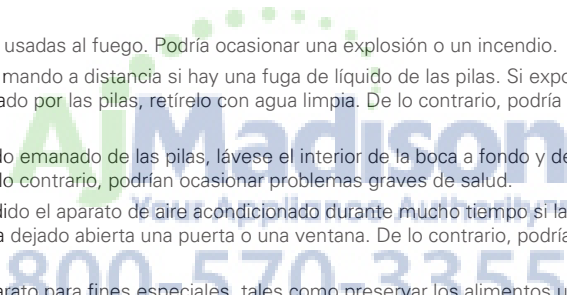 usadas al fuego. Podría ocasionar una explosión o un incendio.
mando a distancia si hay una fuga de líquido de las pilas. Si expo
ado por las pilas, retírelo con agua limpia. De lo contrario, podría
AjMadison
do emanado de las pilas, lávese el interior de la boca a fondo y de
lo contrario, podrían ocasionar problemas graves de salud.
dido el aparato de aire acondicionado durante mucho tiempo si la
Your Appliance Authority
a dejado abierta una puerta o una ventana. De lo contrario, podría
800-570-3355
parato para fines especiales, tales como preservar los alimentos u